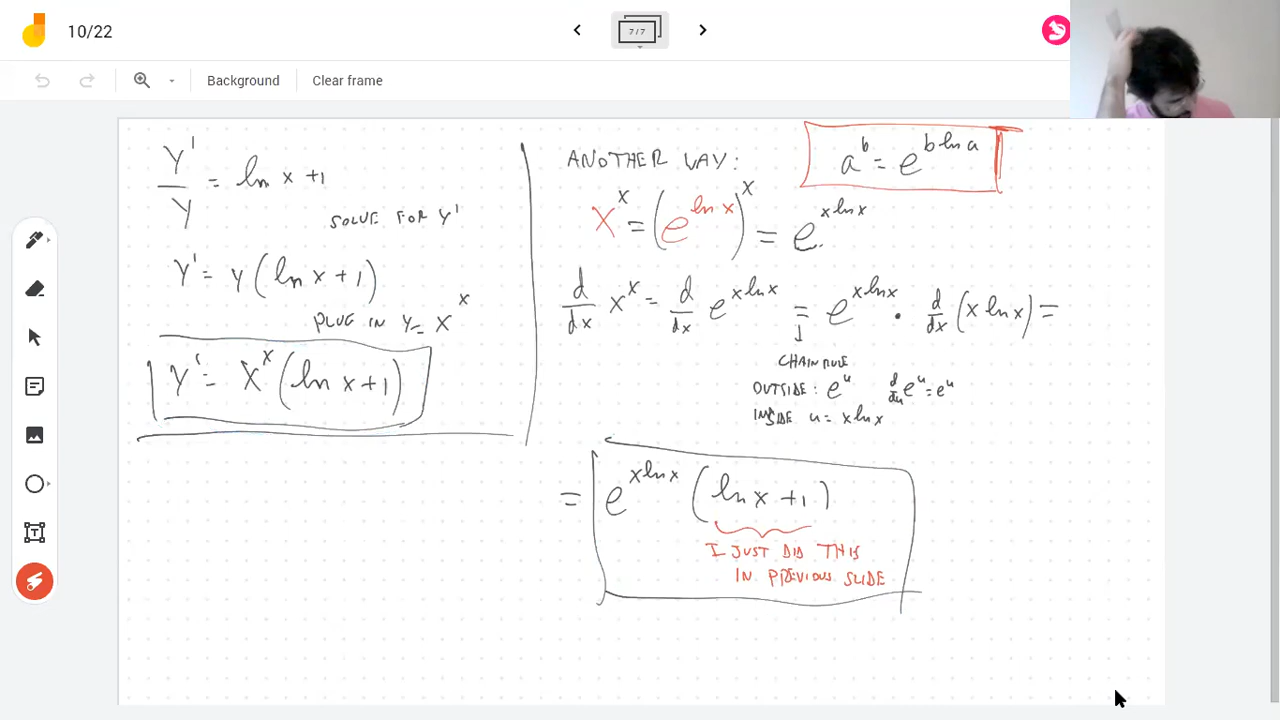 10/22
7/7
Background
Clear frame
Y'/Y = ln x +1
SOLVE FOR Y'
Y' = y (ln x +1)
PLUG IN Y = X^x
Y' = X^x (ln x +1)
ANOTHER WAY:
a^b = e^{b ln a}
X^x = (e^{ln x})^x = e^{x ln x}
d/dx X^x = d/dx e^{x ln x} = e^{x ln x} · d/dx (x ln x) =
CHAIN RULE
OUTSIDE : e^u d/du e^u = e^u
INSIDE u = x ln x
= e^{x ln x} (ln x +1)
I JUST DID THIS
IN PREVIOUS SLIDE